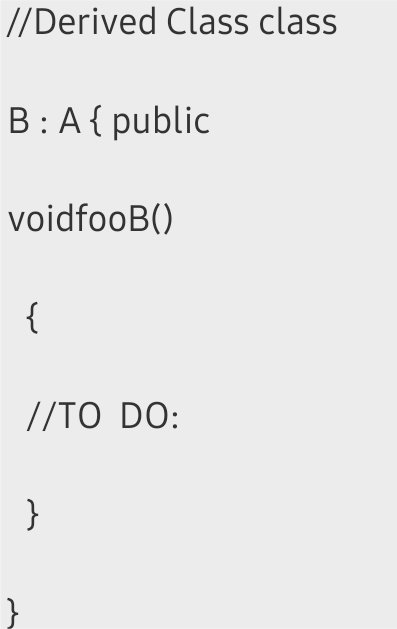 //Derived Class class
B : A { public
voidfooB()
{
//TO  DO:
}
}